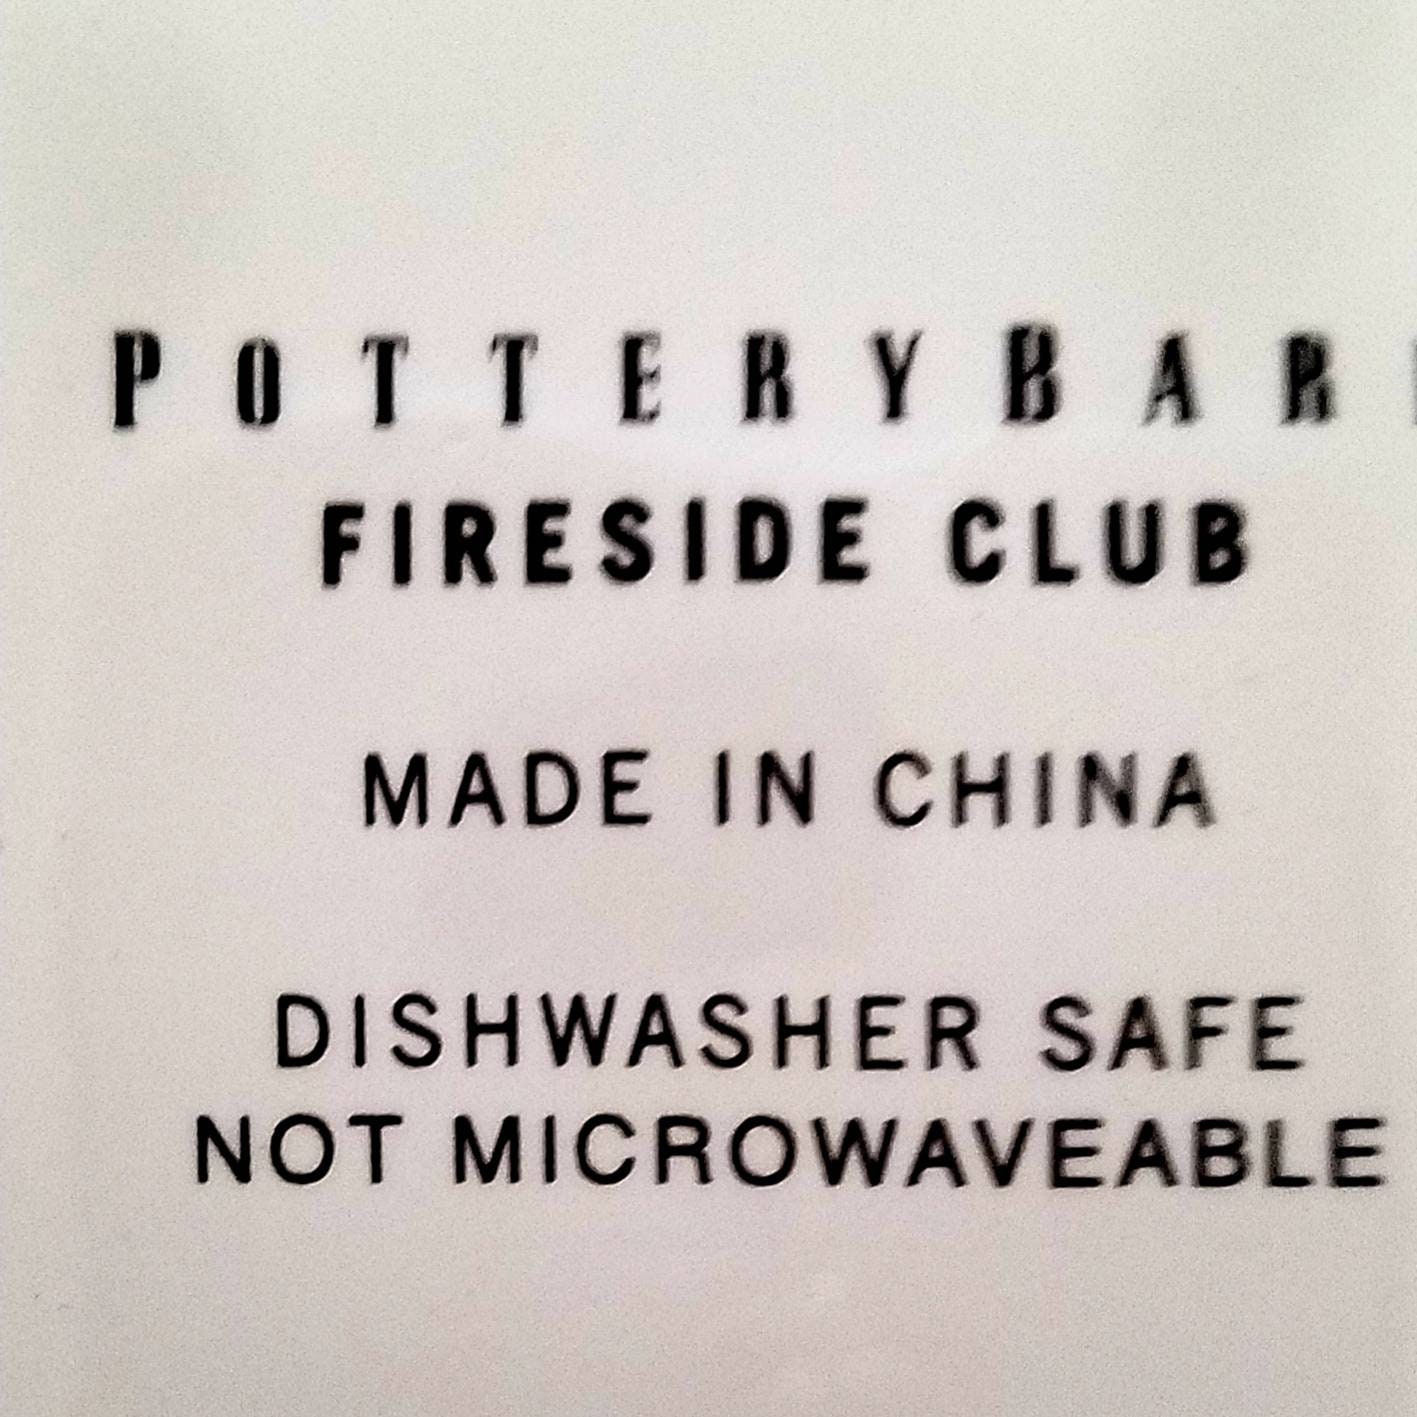 POTTERYBAR
FIRESIDE CLUB
MADE IN CHINA
DISHWASHER SAFE
NOT MICROWAVEABLE